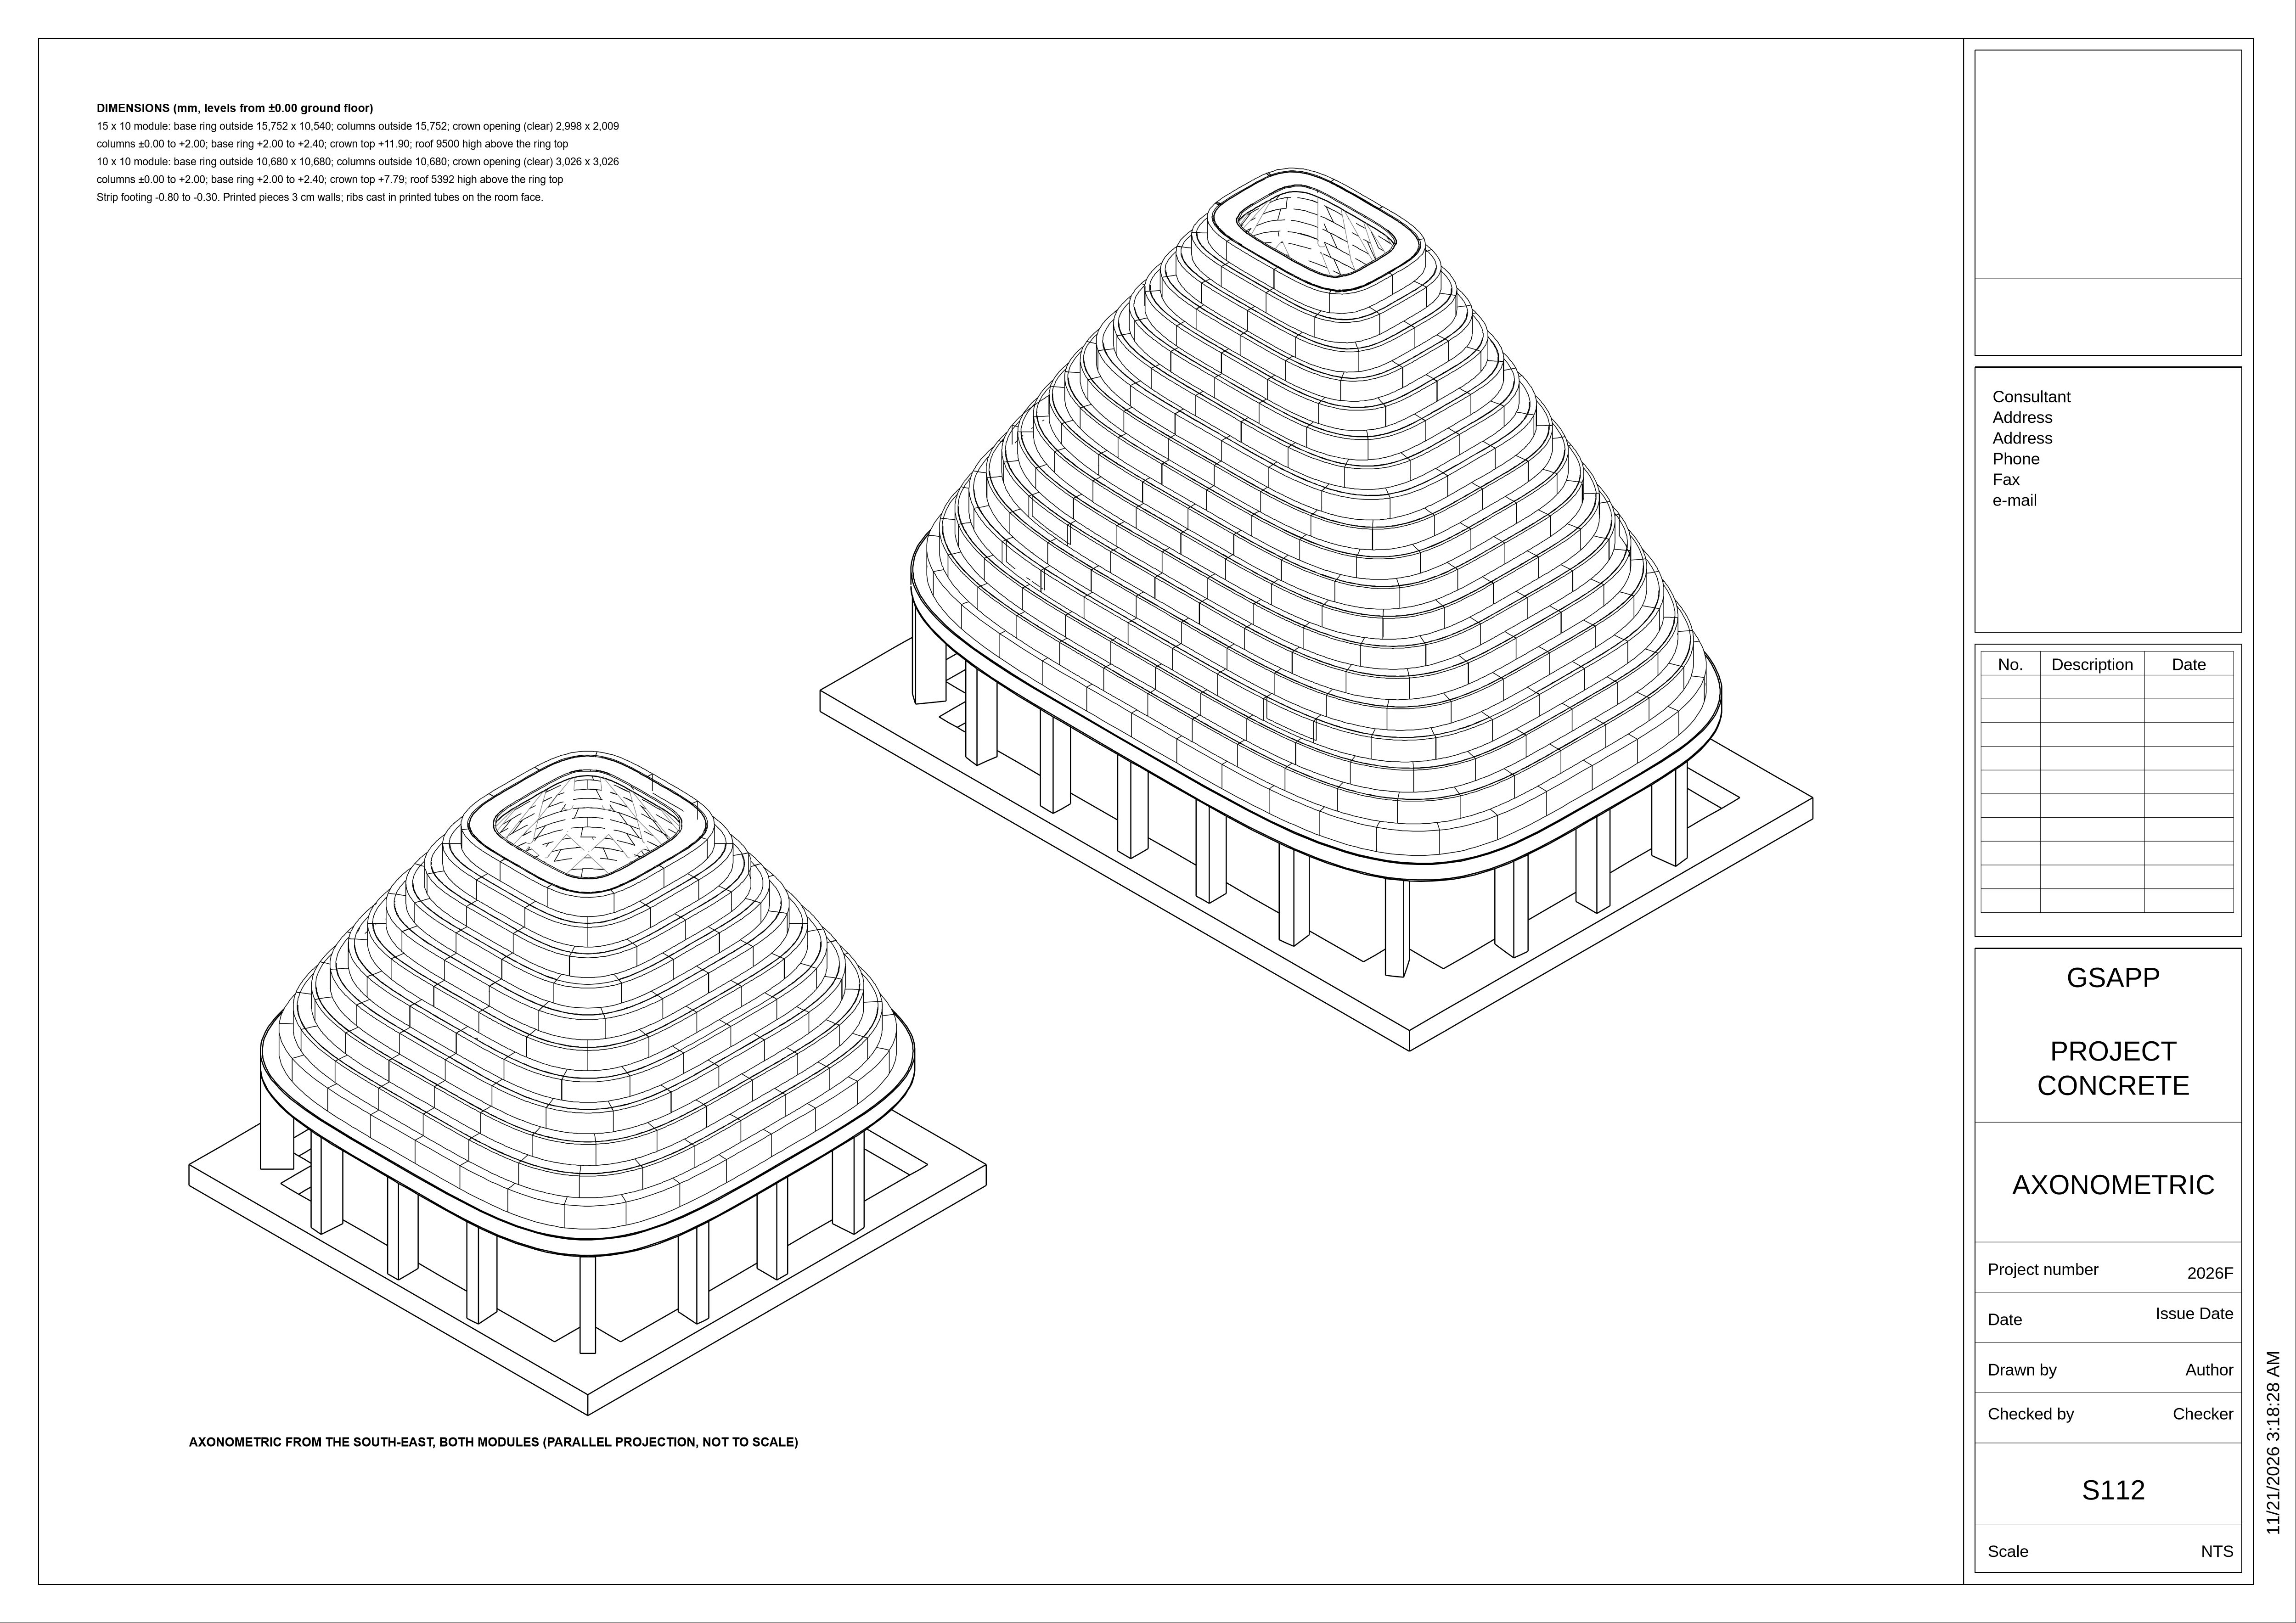 DIMENSIONS (mm, levels from ±0.00 ground floor)
15 x 10 module: base ring outside 15,752 x 10,540; columns outside 15,752; crown opening (clear) 2,998 x 2,009
columns ±0.00 to +2.00; base ring +2.00 to +2.40; crown top +11.90; roof 9500 high above the ring top
10 x 10 module: base ring outside 10,680 x 10,680; columns outside 10,680; crown opening (clear) 3,026 x 3,026
columns ±0.00 to +2.00; base ring +2.00 to +2.40; crown top +7.79; roof 5392 high above the ring top
Strip footing -0.80 to -0.30. Printed pieces 3 cm walls; ribs cast in printed tubes on the room face.
AXONOMETRIC FROM THE SOUTH-EAST, BOTH MODULES (PARALLEL PROJECTION, NOT TO SCALE)
Consultant
Address
Address
Phone
Fax
e-mail
No. Description Date
GSAPP
PROJECT
CONCRETE
AXONOMETRIC
Project number 2026F
Date Issue Date
Drawn by Author
Checked by Checker
S112
Scale NTS
11/21/2026 3:18:28 AM